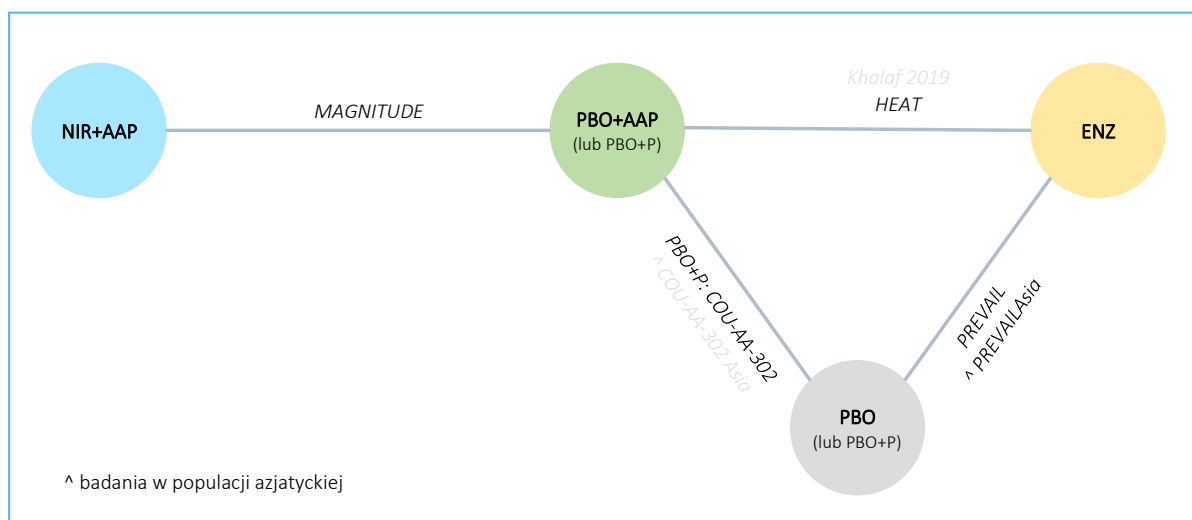 Khalaf 2019
MAGNITUDE
HEAT
NIR+AAP
PBO+AAP
(lub PBO+P)
ENZ
PBO+P: COU-AA-302
^ COU-AA-302 Asia
PREVAIL
^ PREVAILAsia
PBO
(lub PBO+P)
^ badania w populacji azjatyckiej